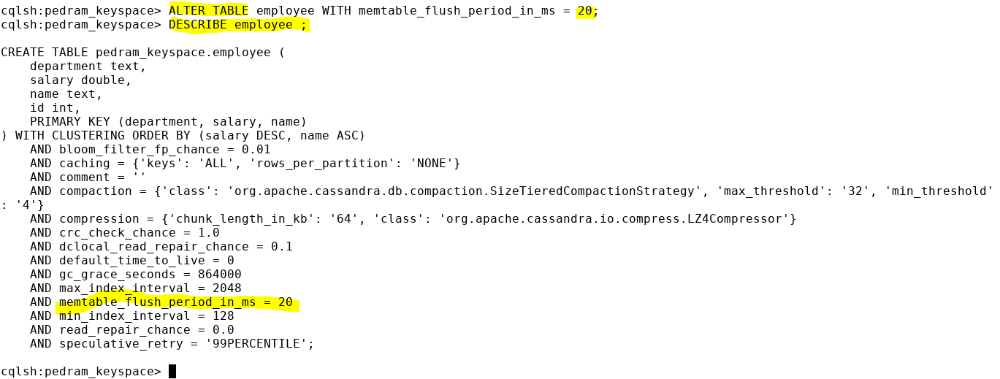 cqlsh:pedram_keyspace> ALTER TABLE employee WITH memtable_flush_period_in_ms = 20;
cqlsh:pedram_keyspace> DESCRIBE employee ;
CREATE TABLE pedram_keyspace.employee (
    department text,
    salary double,
    name text,
    id int,
    PRIMARY KEY (department, salary, name)
) WITH CLUSTERING ORDER BY (salary DESC, name ASC)
    AND bloom_filter_fp_chance = 0.01
    AND caching = {'keys': 'ALL', 'rows_per_partition': 'NONE'}
    AND comment = ''
    AND compaction = {'class': 'org.apache.cassandra.db.compaction.SizeTieredCompactionStrategy', 'max_threshold': '32', 'min_threshold'
: '4'}
    AND compression = {'chunk_length_in_kb': '64', 'class': 'org.apache.cassandra.io.compress.LZ4Compressor'}
    AND crc_check_chance = 1.0
    AND dclocal_read_repair_chance = 0.1
    AND default_time_to_live = 0
    AND gc_grace_seconds = 864000
    AND max_index_interval = 2048
    AND memtable_flush_period_in_ms = 20
    AND min_index_interval = 128
    AND read_repair_chance = 0.0
    AND speculative_retry = '99PERCENTILE';
cqlsh:pedram_keyspace>